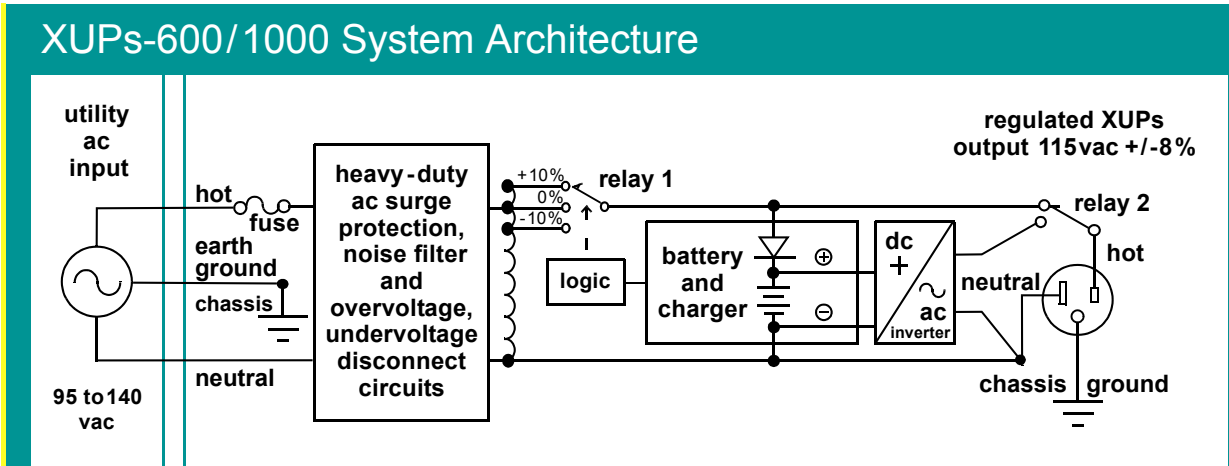 XUPs-600/1000 System Architecture
utility
ac
input
hot
fuse
earth
ground
chassis
neutral
95 to140
vac
heavy-duty
ac surge
protection,
noise filter
and
overvoltage,
undervoltage
disconnect
circuits
+10%
0%
-10%
relay 1
logic
battery
and
charger
+
−
dc
+
ac
inverter
regulated XUPs
output 115vac +/-8%
relay 2
hot
neutral
chassis ground